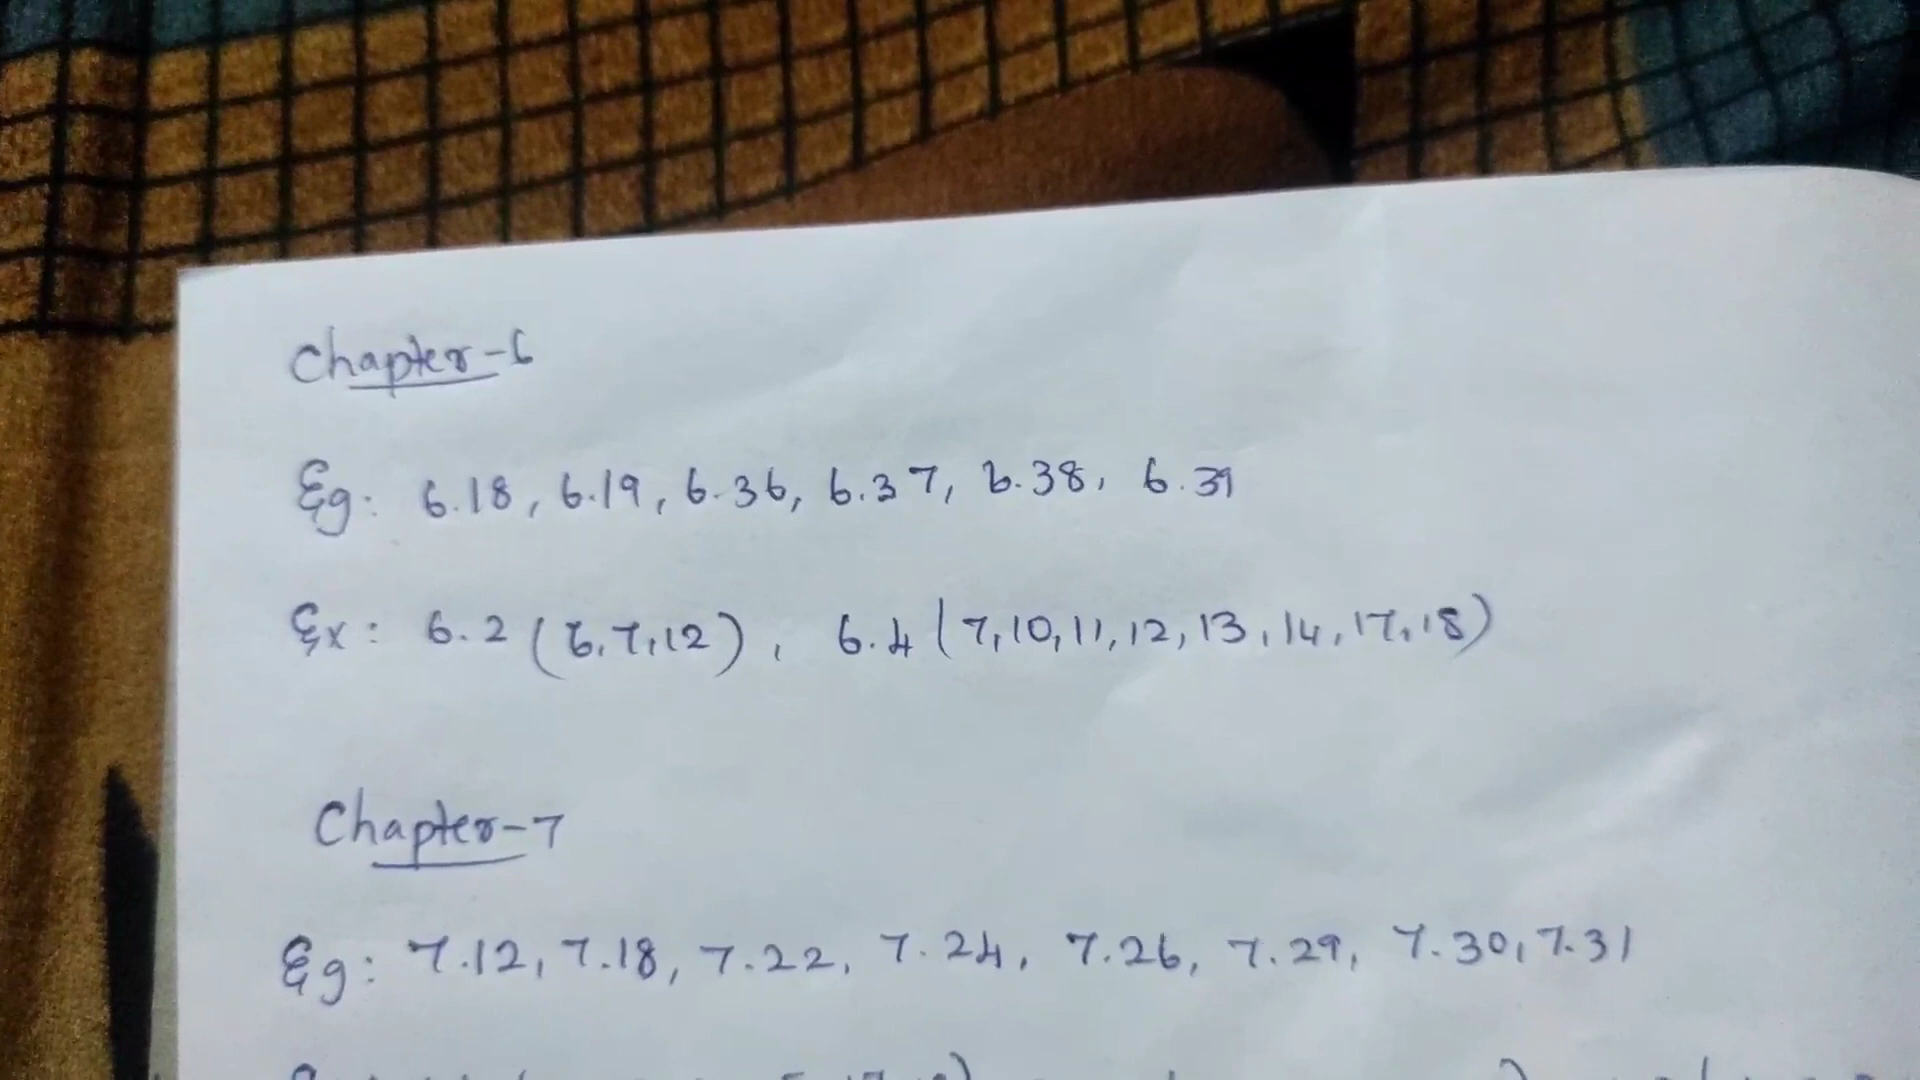 Chapter-6
Eg: 6.18, 6.19, 6.36, 6.37, 6.38, 6.39
Ex: 6.2 (6,7,12), 6.4 (7,10,11,12,13,14,17,18)
Chapter-7
Eg: 7.12, 7.18, 7.22, 7.24, 7.26, 7.29, 7.30, 7.31